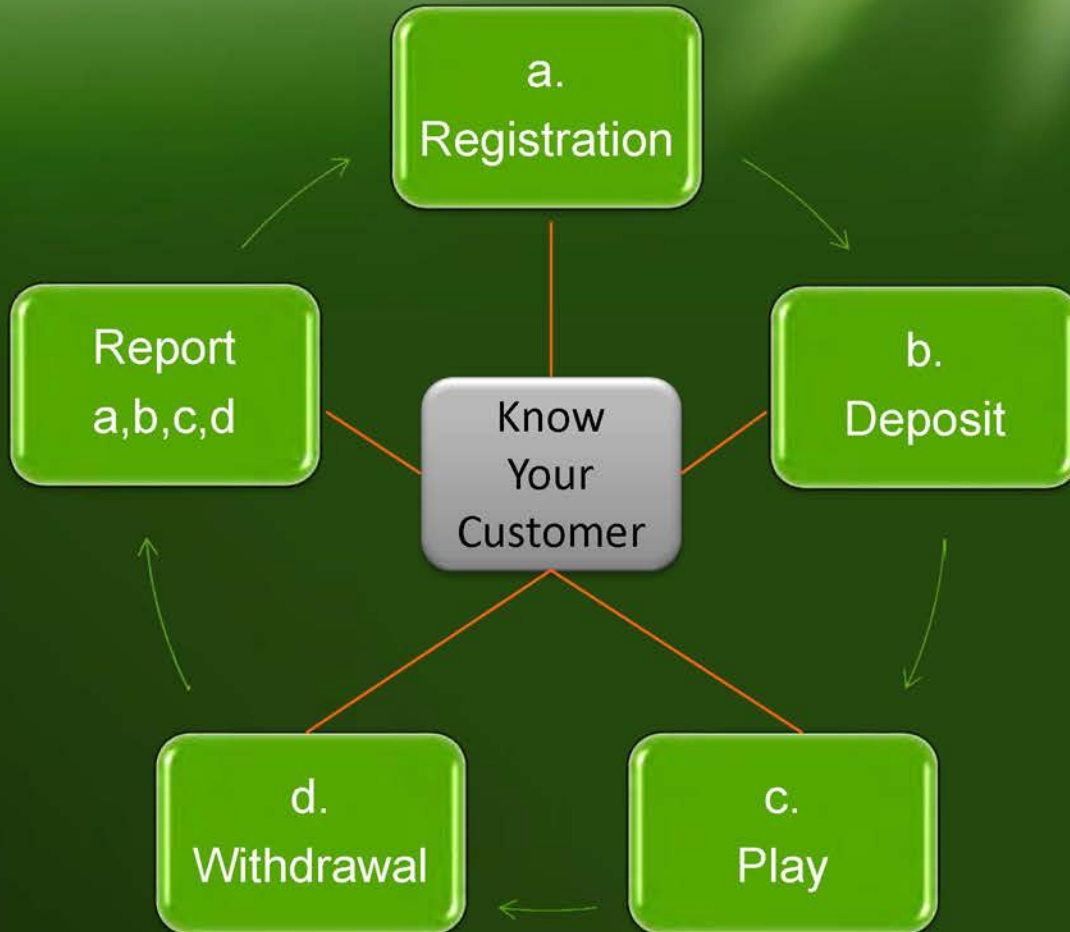 a.
Registration
b.
Deposit
c.
Play
d.
Withdrawal
Report
a,b,c,d
Know
Your
Customer